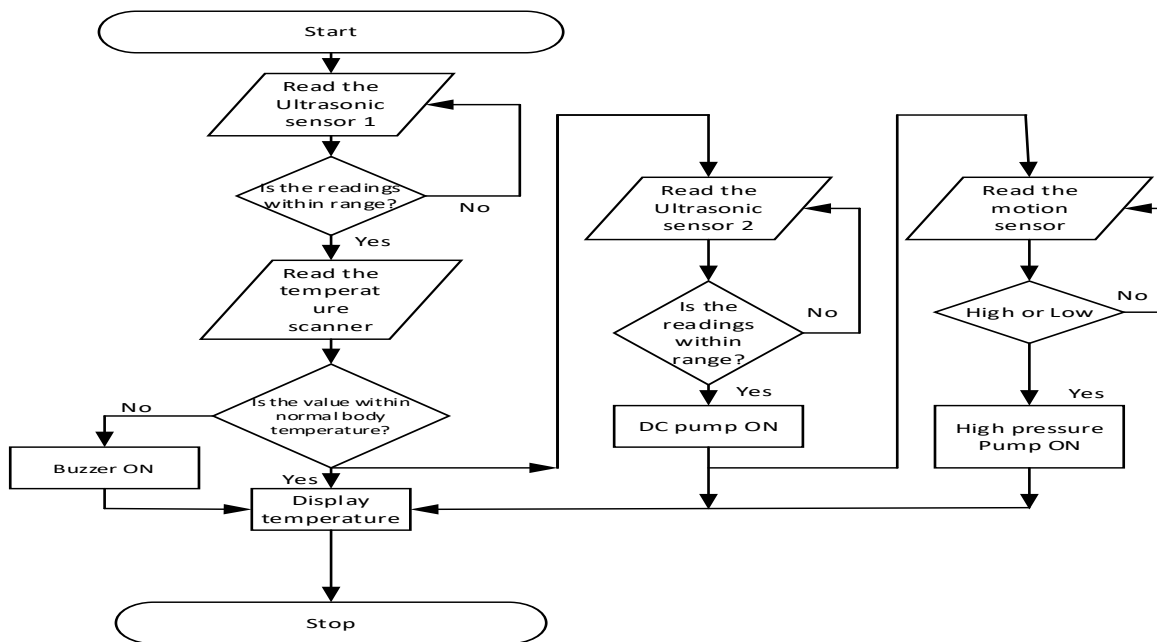 Start
Read the
Ultrasonic
sensor 1
Is the readings
within range?
No
Yes
Read the
temperat
ure
scanner
Is the value within
normal body
temperature?
No
Buzzer ON
Yes
Display
temperature
Stop
Read the
Ultrasonic
sensor 2
Is the
readings
within
range?
No
Yes
DC pump ON
Read the
motion
sensor
High or Low
No
Yes
High pressure
Pump ON